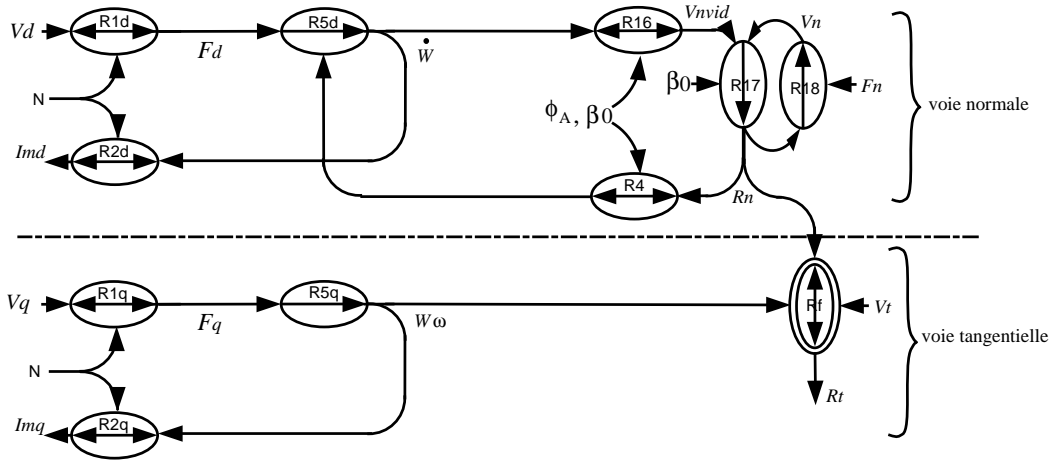 Vd
R1d
Fd
R5d
Ẇ
R16
Vnvid
Vn
N
β0
R17
R18
Fn
voie normale
ϕA, β0
Imd
R2d
R4
Rn
Vq
R1q
Fq
R5q
Wω
Rf
Vt
voie tangentielle
N
Rt
Imq
R2q